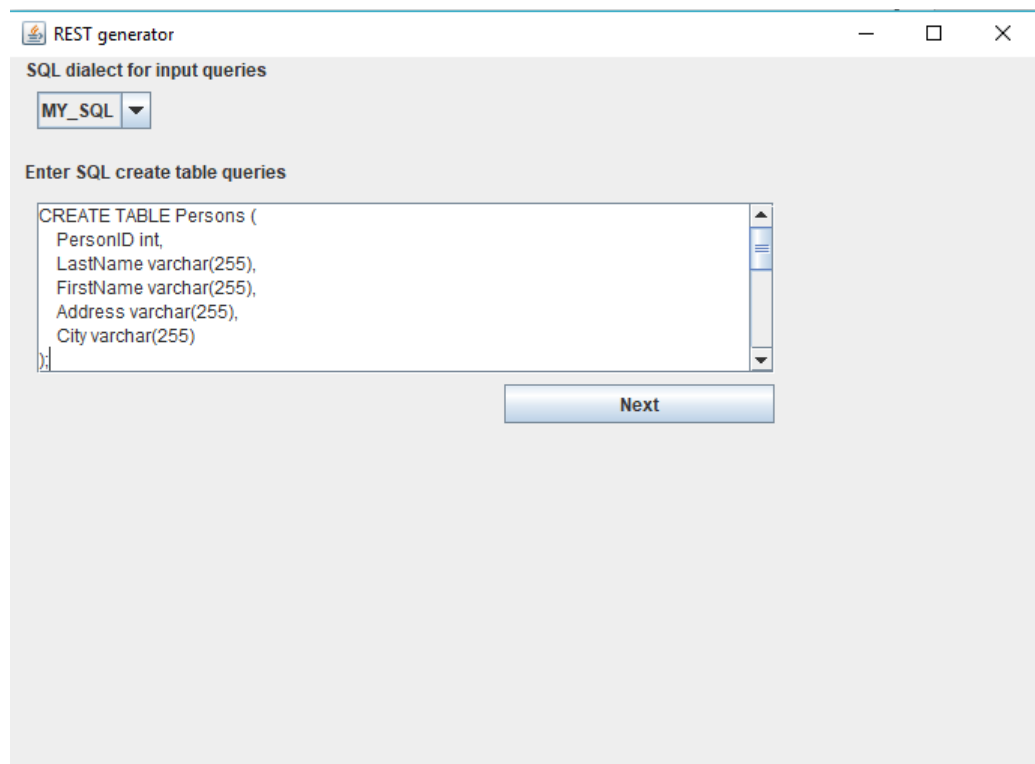 REST generator
SQL dialect for input queries
MY_SQL
Enter SQL create table queries
CREATE TABLE Persons (
PersonID int,
LastName varchar(255),
FirstName varchar(255),
Address varchar(255),
City varchar(255)
);
Next